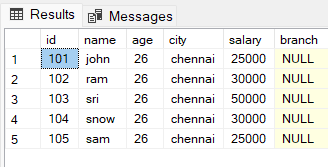 Results Messages
id name age city salary branch
1 101 john 26 chennai 25000 NULL
2 102 ram 26 chennai 30000 NULL
3 103 sri 26 chennai 50000 NULL
4 104 snow 26 chennai 30000 NULL
5 105 sam 26 chennai 25000 NULL